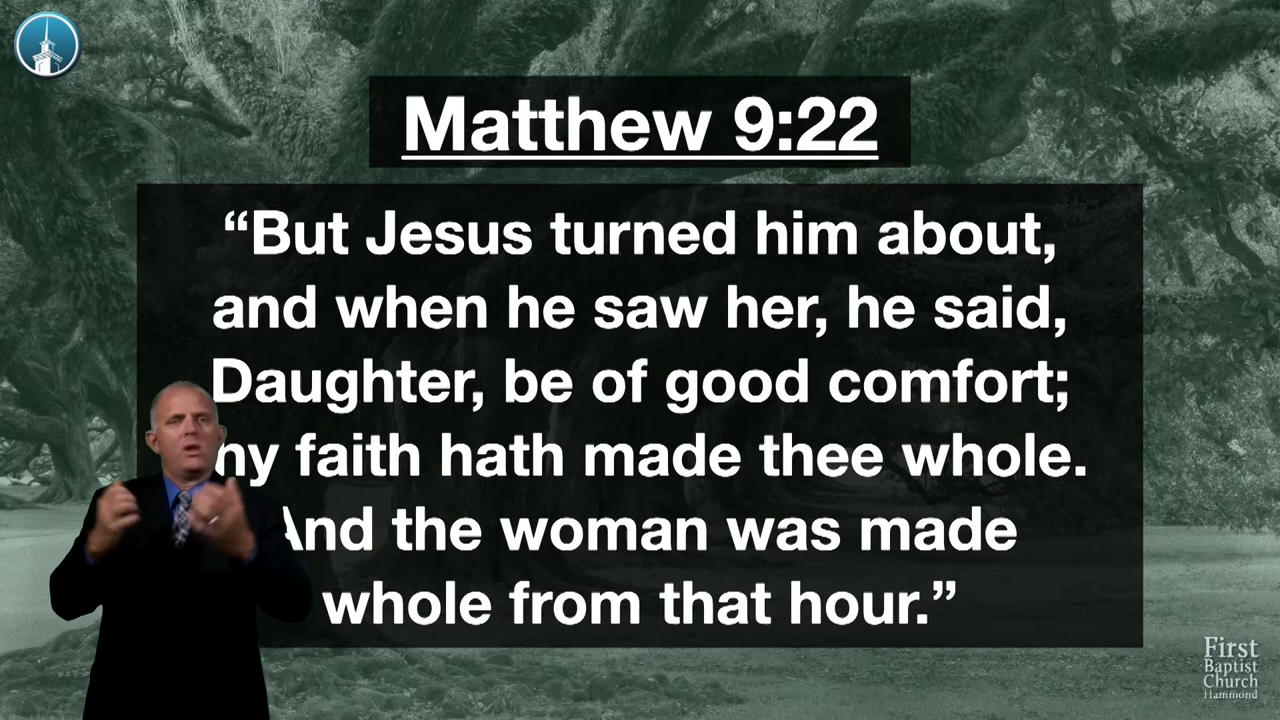 Matthew 9:22
“But Jesus turned him about,
and when he saw her, he said,
Daughter, be of good comfort;
faith hath made thee whole.
And the woman was made
whole from that hour.”
First
Baptist
Church
Hammond